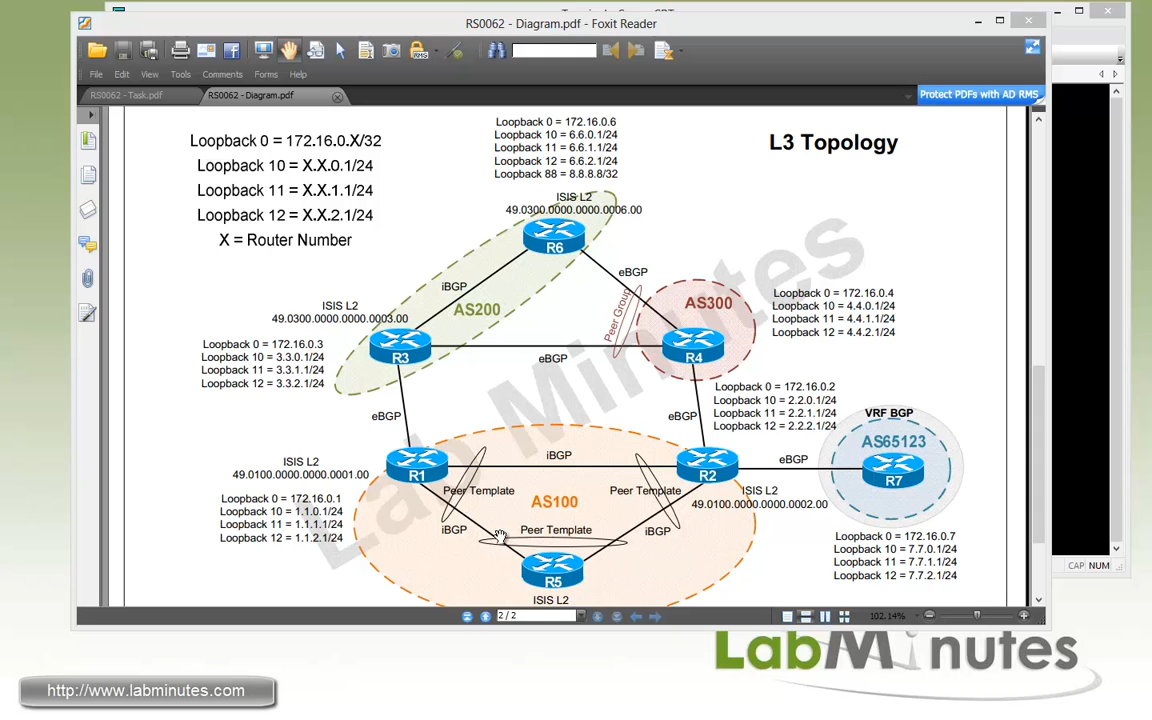 RS0062 - Diagram.pdf - Foxit Reader
File Edit View Tools Comments Forms Help
RS0062 - Task.pdf
RS0062 - Diagram.pdf
Protect PDFs with AD RMS
Loopback 0 = 172.16.0.X/32
Loopback 10 = X.X.0.1/24
Loopback 11 = X.X.1.1/24
Loopback 12 = X.X.2.1/24
X = Router Number
Loopback 0 = 172.16.0.6
Loopback 10 = 6.6.0.1/24
Loopback 11 = 6.6.1.1/24
Loopback 12 = 6.6.2.1/24
Loopback 88 = 8.8.8.8/32
L3 Topology
ISIS L2
49.0300.0000.0000.0006.00
R6
iBGP
eBGP
AS200
Peer Group
AS300
ISIS L2
49.0300.0000.0000.0003.00
Loopback 0 = 172.16.0.4
Loopback 10 = 4.4.0.1/24
Loopback 11 = 4.4.1.1/24
Loopback 12 = 4.4.2.1/24
Loopback 0 = 172.16.0.3
Loopback 10 = 3.3.0.1/24
Loopback 11 = 3.3.1.1/24
Loopback 12 = 3.3.2.1/24
R3
eBGP
R4
Loopback 0 = 172.16.0.2
Loopback 10 = 2.2.0.1/24
Loopback 11 = 2.2.1.1/24
Loopback 12 = 2.2.2.1/24
eBGP
eBGP
VRF BGP
AS65123
ISIS L2
49.0100.0000.0000.0001.00
R1
iBGP
R2
eBGP
R7
Loopback 0 = 172.16.0.1
Loopback 10 = 1.1.0.1/24
Loopback 11 = 1.1.1.1/24
Loopback 12 = 1.1.2.1/24
Peer Template
AS100
Peer Template
ISIS L2
49.0100.0000.0000.0002.00
iBGP
Peer Template
iBGP
Loopback 0 = 172.16.0.7
Loopback 10 = 7.7.0.1/24
Loopback 11 = 7.7.1.1/24
Loopback 12 = 7.7.2.1/24
R5
ISIS L2
Lab Minutes
CAP NUM
2 / 2
102.14%
LabMinutes
http://www.labminutes.com